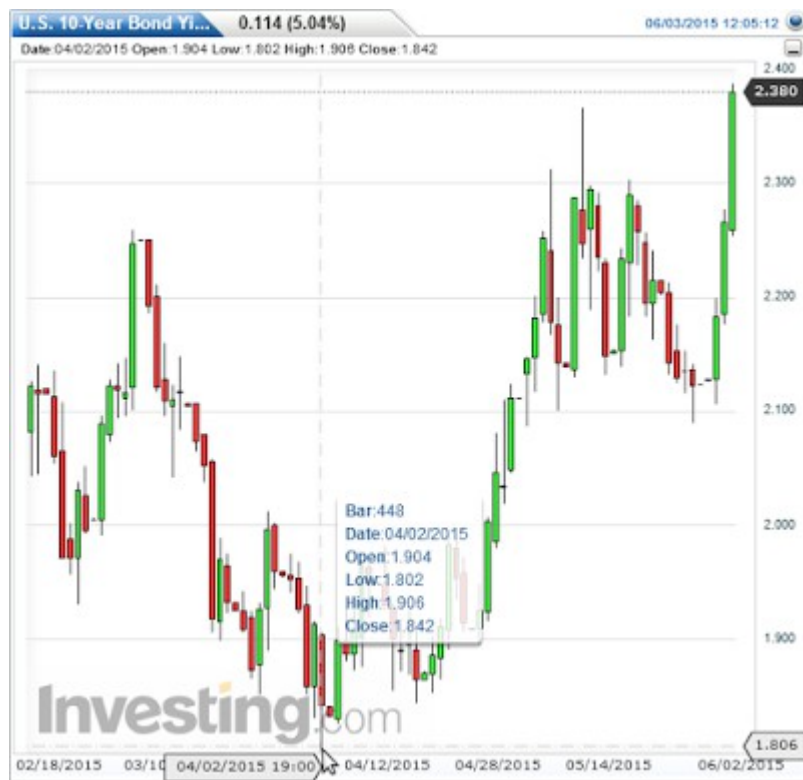 U.S. 10-Year Bond Yi... 0.114 (5.04%) 06/03/2015 12:05:12
Date:04/02/2015 Open:1.904 Low:1.802 High:1.906 Close:1.842
2.400
2.380
2.300
2.200
2.100
2.000
Bar:448
Date:04/02/2015
Open:1.904
Low:1.802
High:1.906
Close:1.842
1.900
Investing.com
1.806
02/18/2015 03/10 04/02/2015 19:00 04/12/2015 04/28/2015 05/14/2015 06/02/2015